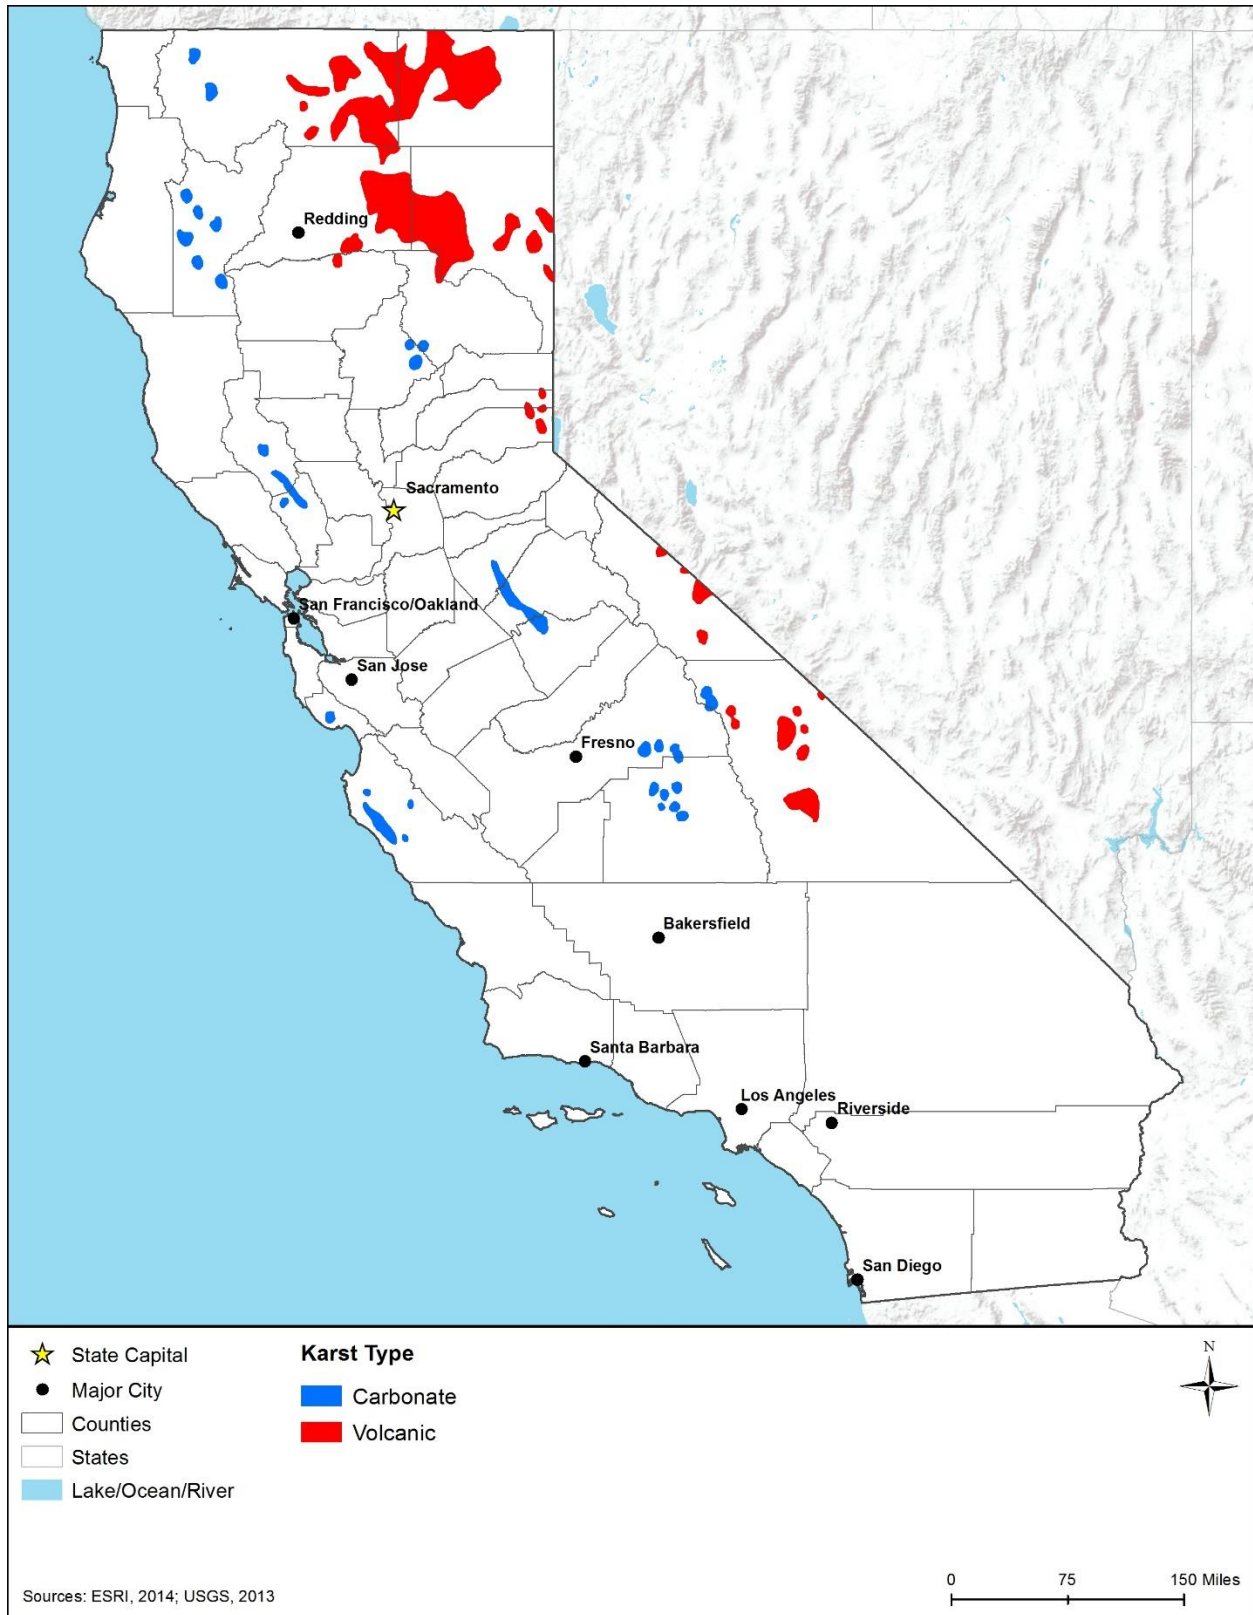 Redding
Sacramento
San Francisco/Oakland
San Jose
Fresno
Bakersfield
Santa Barbara
Los Angeles
Riverside
San Diego
State Capital
Major City
Counties
States
Lake/Ocean/River
Karst Type
Carbonate
Volcanic
N
0 75 150 Miles
Sources: ESRI, 2014; USGS, 2013